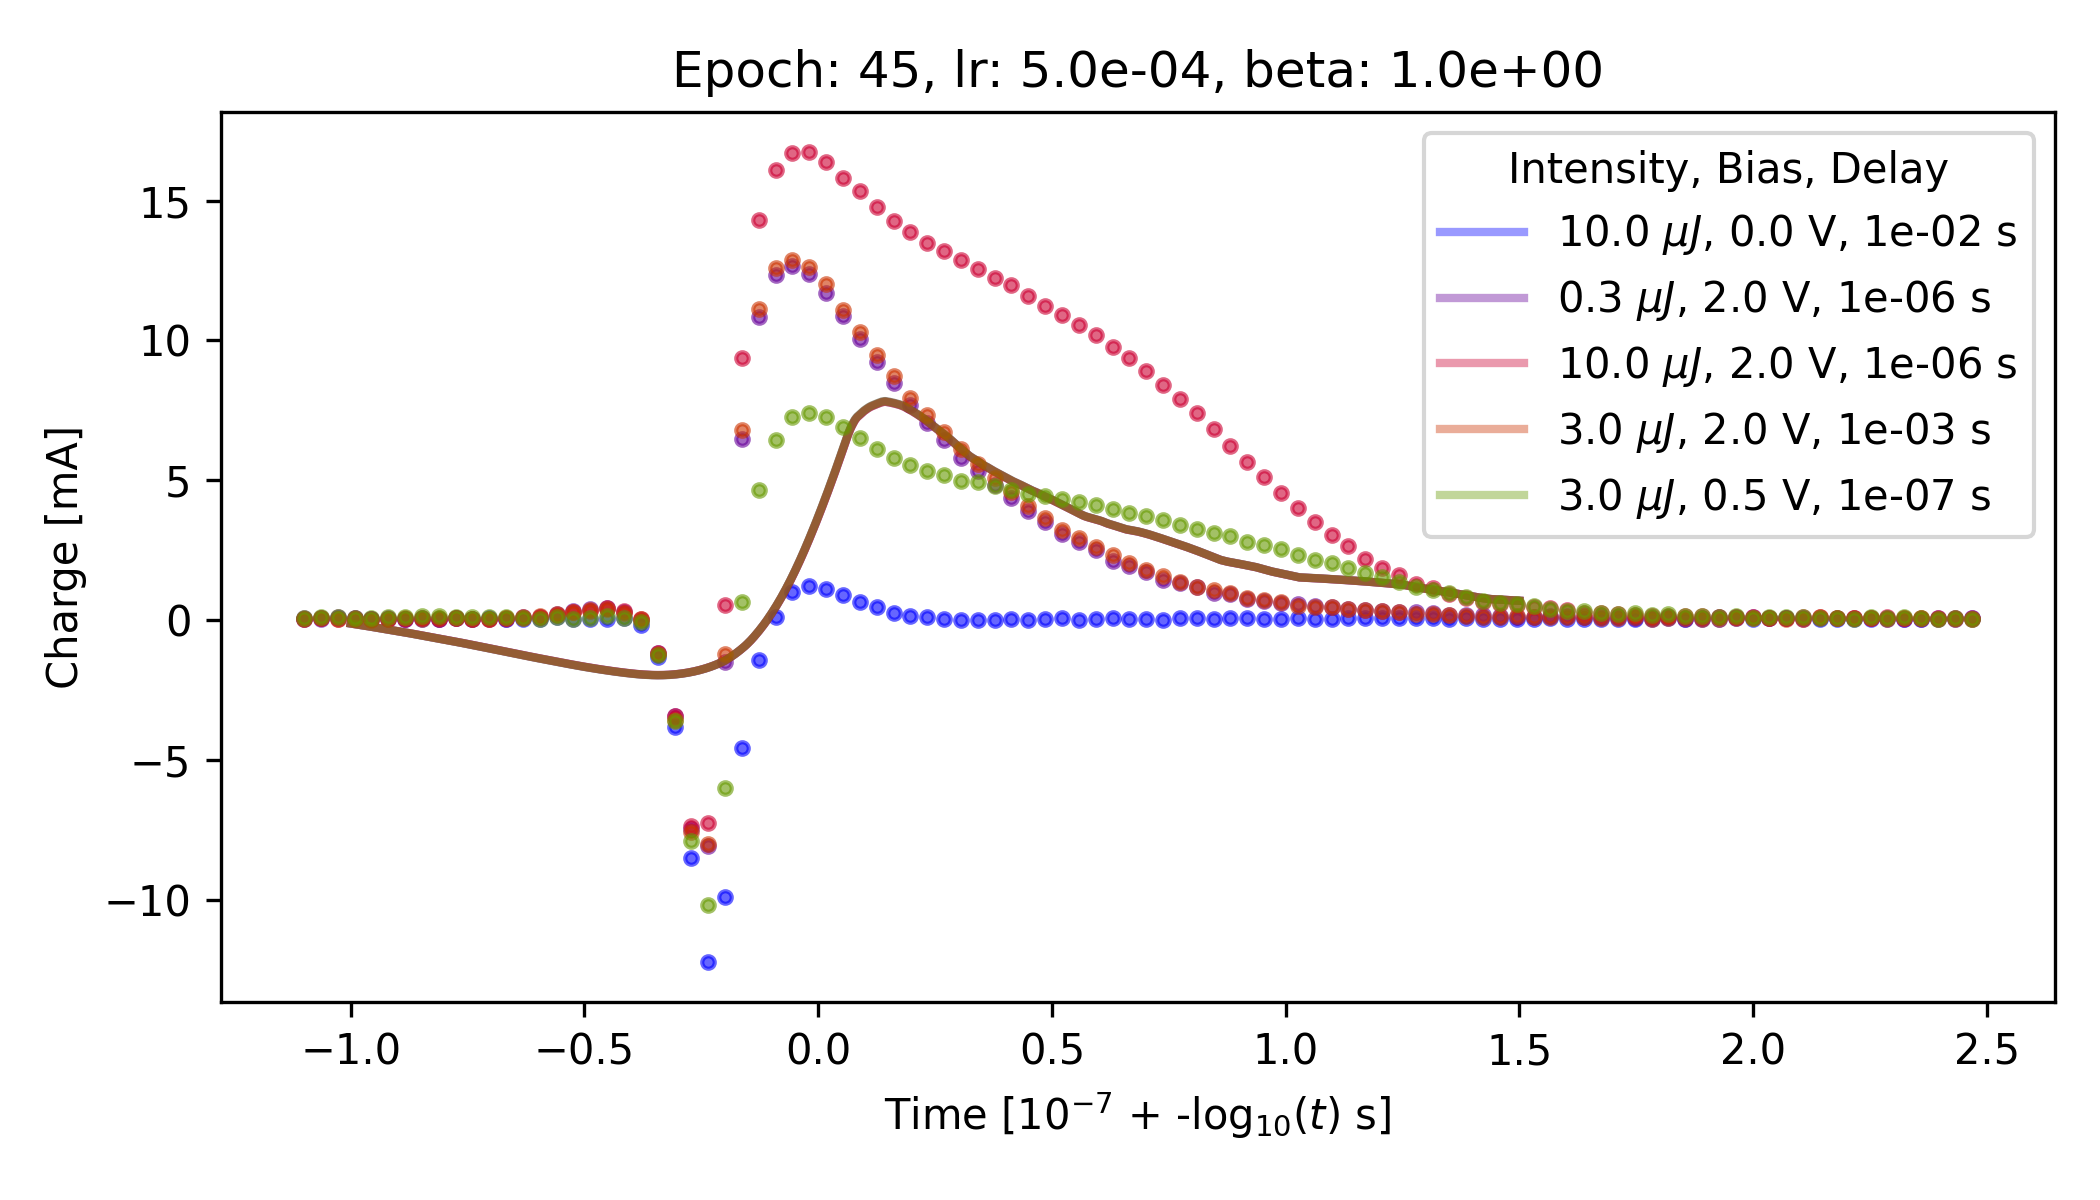 Epoch: 45, lr: 5.0e-04, beta: 1.0e+00
Intensity, Bias, Delay
10.0 μJ, 0.0 V, 1e-02 s
0.3 μJ, 2.0 V, 1e-06 s
10.0 μJ, 2.0 V, 1e-06 s
3.0 μJ, 2.0 V, 1e-03 s
3.0 μJ, 0.5 V, 1e-07 s
Charge [mA]
15
10
5
0
−5
−10
−1.0 −0.5 0.0 0.5 1.0 1.5 2.0 2.5
Time [10⁻⁷ + -log₁₀(t) s]